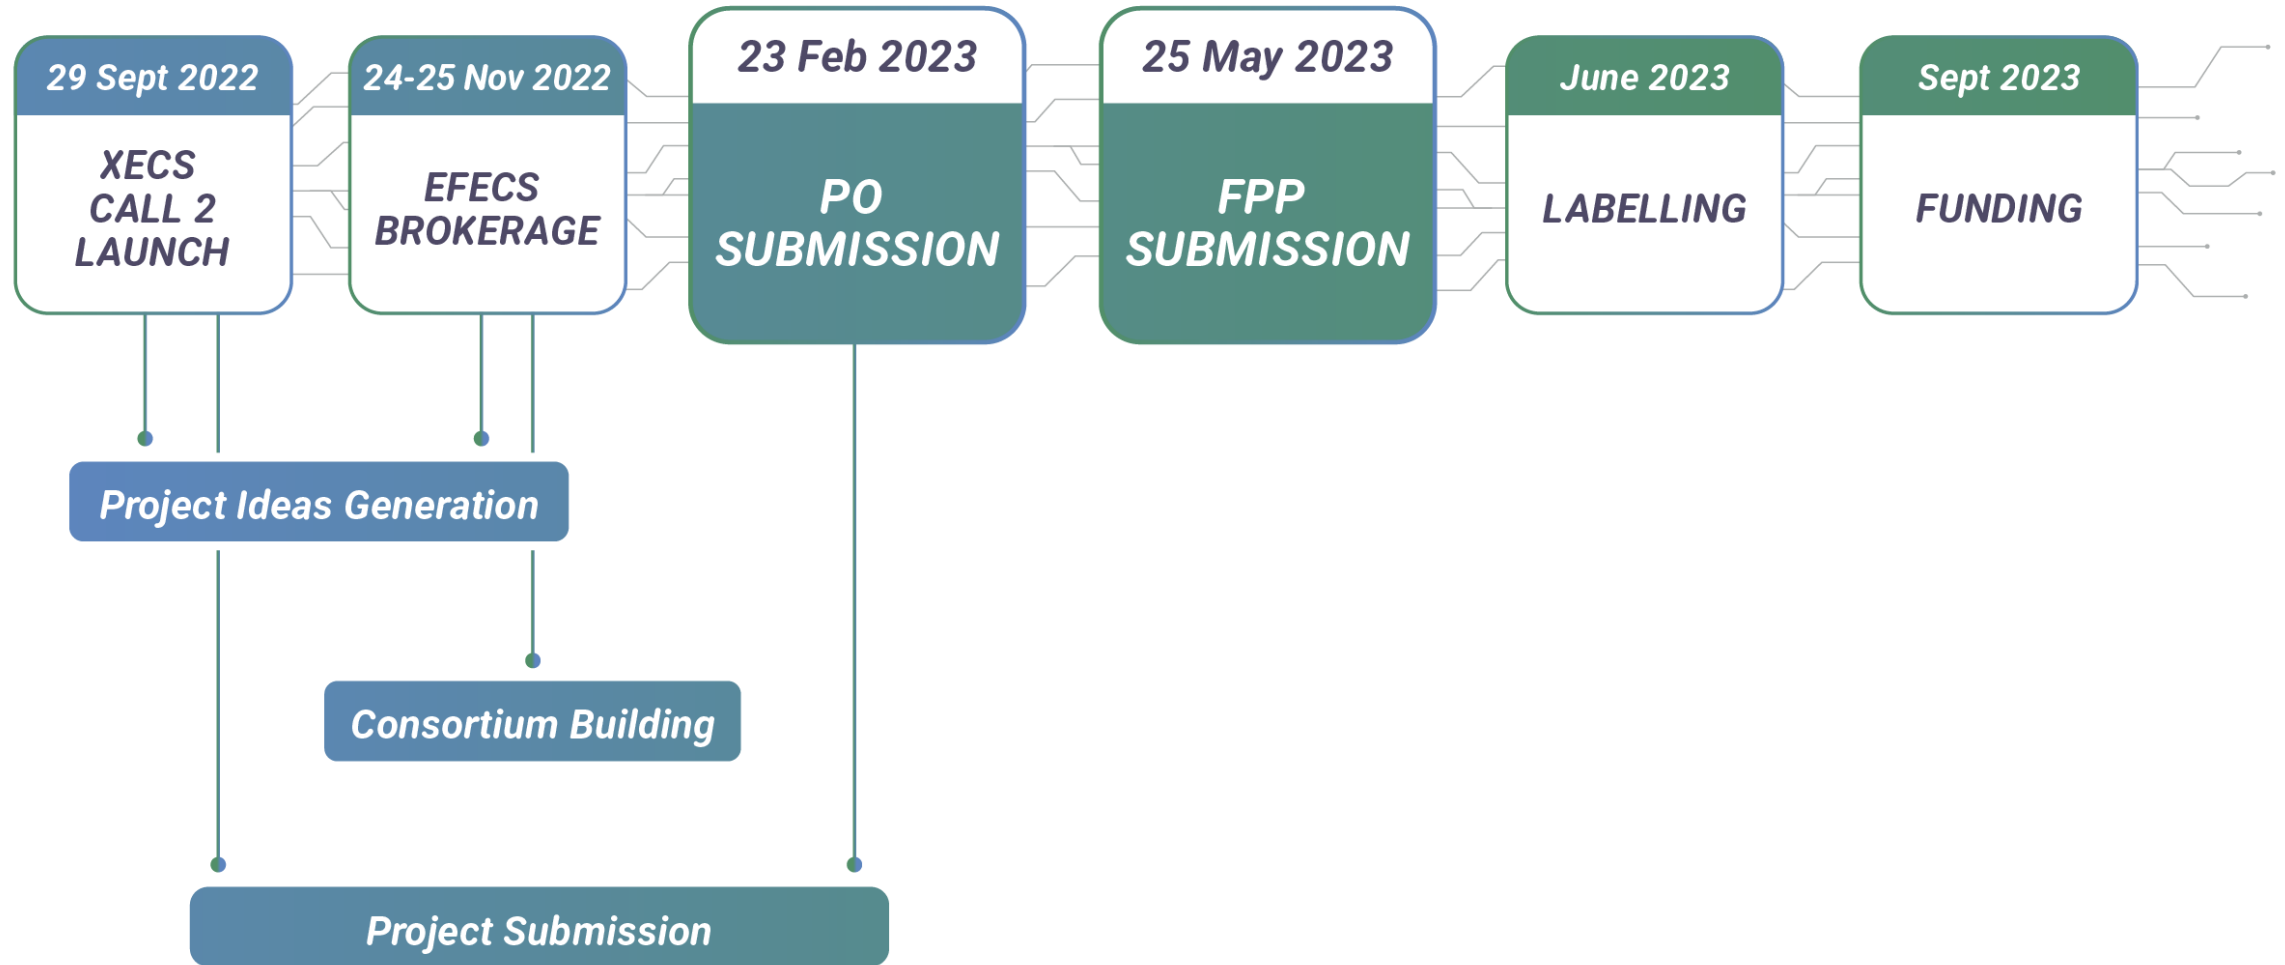 29 Sept 2022
XECS
CALL 2
LAUNCH
24-25 Nov 2022
EFECS
BROKERAGE
23 Feb 2023
PO
SUBMISSION
25 May 2023
FPP
SUBMISSION
June 2023
LABELLING
Sept 2023
FUNDING
Project Ideas Generation
Consortium Building
Project Submission